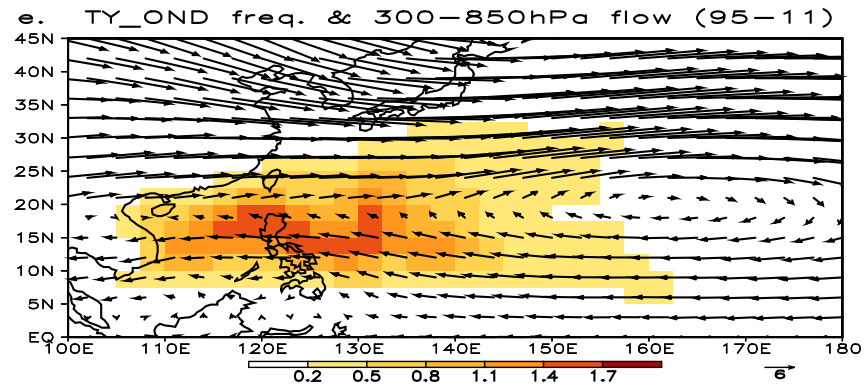 e. TY_OND freq. & 300-850hPa flow (95-11)
45N
40N
35N
30N
25N
20N
15N
10N
5N
EQ
100E 110E 120E 130E 140E 150E 160E 170E 180
0.2 0.5 0.8 1.1 1.4 1.7
6